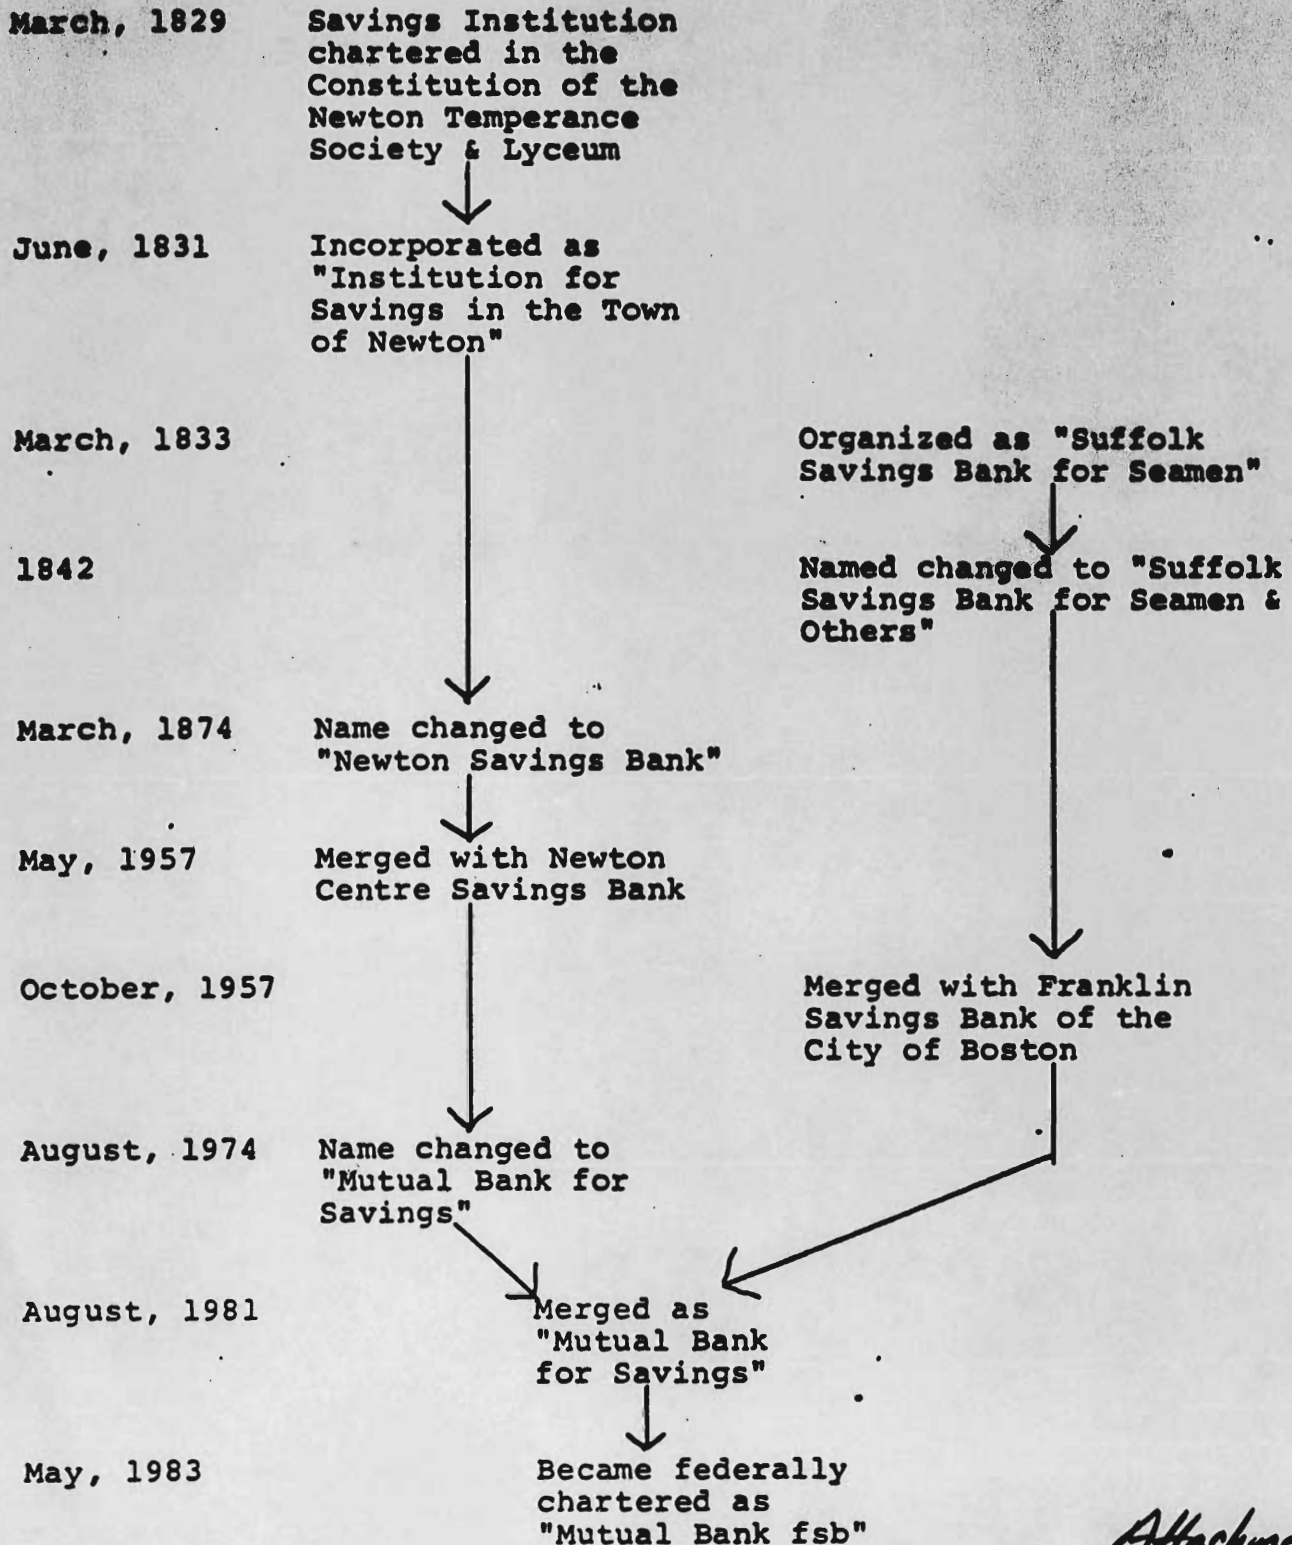 March, 1829 Savings Institution
chartered in the
Constitution of the
Newton Temperance
Society & Lyceum
June, 1831 Incorporated as
"Institution for
Savings in the Town
of Newton"
March, 1833 Organized as "Suffolk
Savings Bank for Seamen"
1842 Named changed to "Suffolk
Savings Bank for Seamen &
Others"
March, 1874 Name changed to
"Newton Savings Bank"
May, 1957 Merged with Newton
Centre Savings Bank
October, 1957 Merged with Franklin
Savings Bank of the
City of Boston
August, 1974 Name changed to
"Mutual Bank for
Savings"
August, 1981 Merged as
"Mutual Bank
for Savings"
May, 1983 Became federally
chartered as
"Mutual Bank fsb"